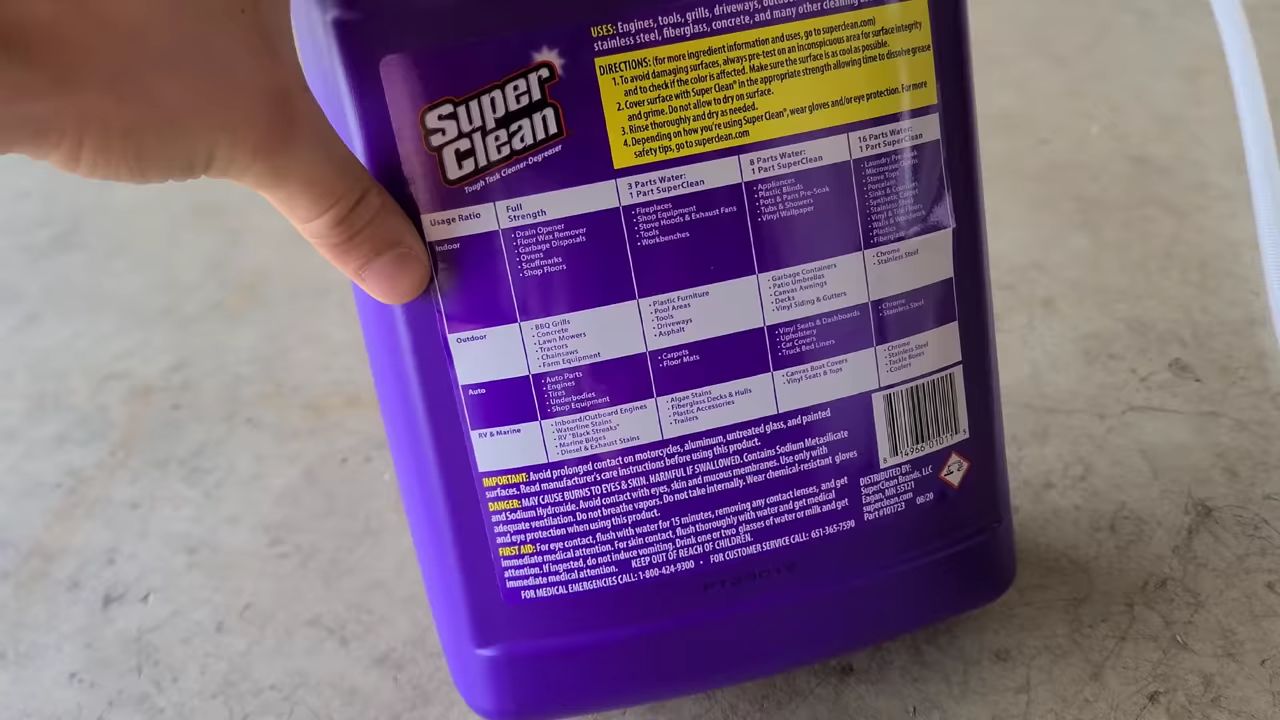 USES: Engines, tools, grills, driveways,
stainless steel, fiberglass, concrete, and many other cleaning
DIRECTIONS: (for more ingredient information and uses, go to superclean.com)
1. To avoid damaging surfaces, always pre-test on an inconspicuous area for surface integrity
and to check if the color is affected. Make sure the surface is as cool as possible.
2. Cover surface with Super Clean® in the appropriate strength allowing time to dissolve grease
and grime. Do not allow to dry on surface.
3. Rinse thoroughly and dry as needed.
4. Depending on how you're using Super Clean®, wear gloves and/or eye protection. For more
safety tips, go to superclean.com
Super
Clean
Tough Task Cleaner-Degreaser
Usage Ratio
Full
Strength
3 Parts Water:
1 Part SuperClean
8 Parts Water:
1 Part SuperClean
16 Parts Water:
1 Part SuperClean
Indoor
• Drain Opener
• Floor Wax Remover
• Garbage Disposals
• Ovens
• Scuffmarks
• Shop Floors
• Fireplaces
• Shop Equipment
• Stove Hoods & Exhaust Fans
• Tools
• Workbenches
• Appliances
• Plastic Blinds
• Pots & Pans Pre-Soak
• Tubs & Showers
• Vinyl Wallpaper
• Laundry Pre-Soak
• Microwave Ovens
• Stove Tops
• Porcelain
• Sinks & Counters
• Synthetic Carpet
• Stainless Steel
• Vinyl & Tile Floors
• Walls & Woodwork
• Plastics
• Fiberglass
Outdoor
• BBQ Grills
• Concrete
• Lawn Mowers
• Tractors
• Chainsaws
• Farm Equipment
• Plastic Furniture
• Pool Areas
• Tools
• Driveways
• Asphalt
• Garbage Containers
• Patio Umbrellas
• Canvas Awnings
• Decks
• Vinyl Siding & Gutters
• Chrome
• Stainless Steel
Auto
• Auto Parts
• Engines
• Tires
• Underbodies
• Shop Equipment
• Carpets
• Floor Mats
• Vinyl Seats & Dashboards
• Upholstery
• Car Covers
• Truck Bed Liners
• Chrome
• Stainless Steel
RV & Marine
• Inboard/Outboard Engines
• Waterline Stains
• RV "Black Streaks"
• Marine Bilges
• Diesel & Exhaust Stains
• Algae Stains
• Fiberglass Decks & Hulls
• Plastic Accessories
• Trailers
• Canvas Boat Covers
• Vinyl Seats & Tops
• Chrome
• Stainless Steel
• Tackle Boxes
• Coolers
IMPORTANT: Avoid prolonged contact on motorcycles, aluminum, untreated glass, and painted
surfaces. Read manufacturer's care instructions before using this product.
DANGER: MAY CAUSE BURNS TO EYES & SKIN. HARMFUL IF SWALLOWED. Contains Sodium Metasilicate
and Sodium Hydroxide. Avoid contact with eyes, skin and mucous membranes. Use only with
adequate ventilation. Do not breathe vapors. Do not take internally. Wear chemical-resistant gloves
and eye protection when using this product.
FIRST AID: For eye contact, flush with water for 15 minutes, removing any contact lenses, and get
immediate medical attention. For skin contact, flush thoroughly with water and get medical
attention. If ingested, do not induce vomiting. Drink one or two glasses of water or milk and get
immediate medical attention. KEEP OUT OF REACH OF CHILDREN.
FOR MEDICAL EMERGENCIES CALL: 1-800-424-9300 • FOR CUSTOMER SERVICE CALL: 651-365-7590
8 14966 01011 5
DISTRIBUTED BY:
SuperClean Brands, LLC
Eagan, MN 55121
superclean.com
Part #101723 08/20